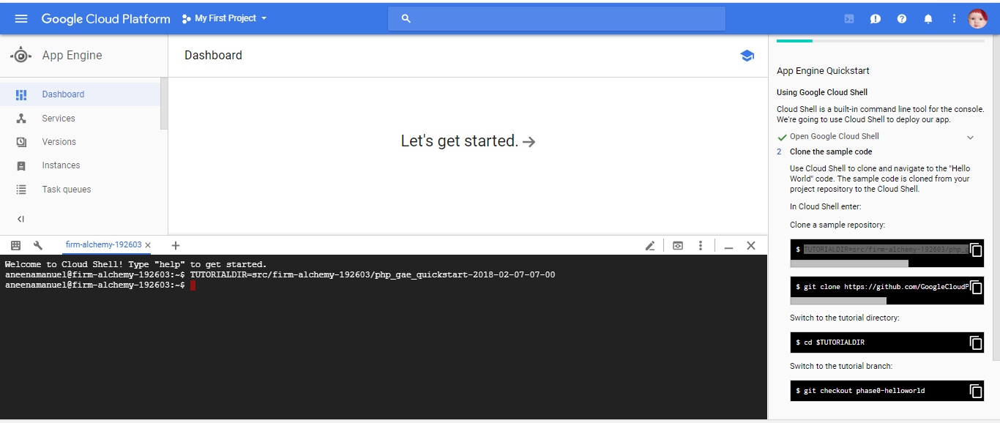 Google Cloud Platform
My First Project
App Engine
Dashboard
Services
Versions
Instances
Task queues
Dashboard
Let's get started.
firm-alchemy-192603
Welcome to Cloud Shell! Type "help" to get started.
aneenamanuel@firm-alchemy-192603:~$ TUTORIALDIR=src/firm-alchemy-192603/php_gae_quickstart-2018-02-07-07-00
aneenamanuel@firm-alchemy-192603:~$
App Engine Quickstart
Using Google Cloud Shell
Cloud Shell is a built-in command line tool for the console.
We're going to use Cloud Shell to deploy our app.
Open Google Cloud Shell
2 Clone the sample code
Use Cloud Shell to clone and navigate to the "Hello
World" code. The sample code is cloned from your
project repository to the Cloud Shell.
In Cloud Shell enter:
Clone a sample repository:
$ TUTORIALDIR=src/firm-alchemy-192603/php_g
$ git clone https://github.com/GoogleCloudP
Switch to the tutorial directory:
$ cd $TUTORIALDIR
Switch to the tutorial branch:
$ git checkout phase0-helloworld